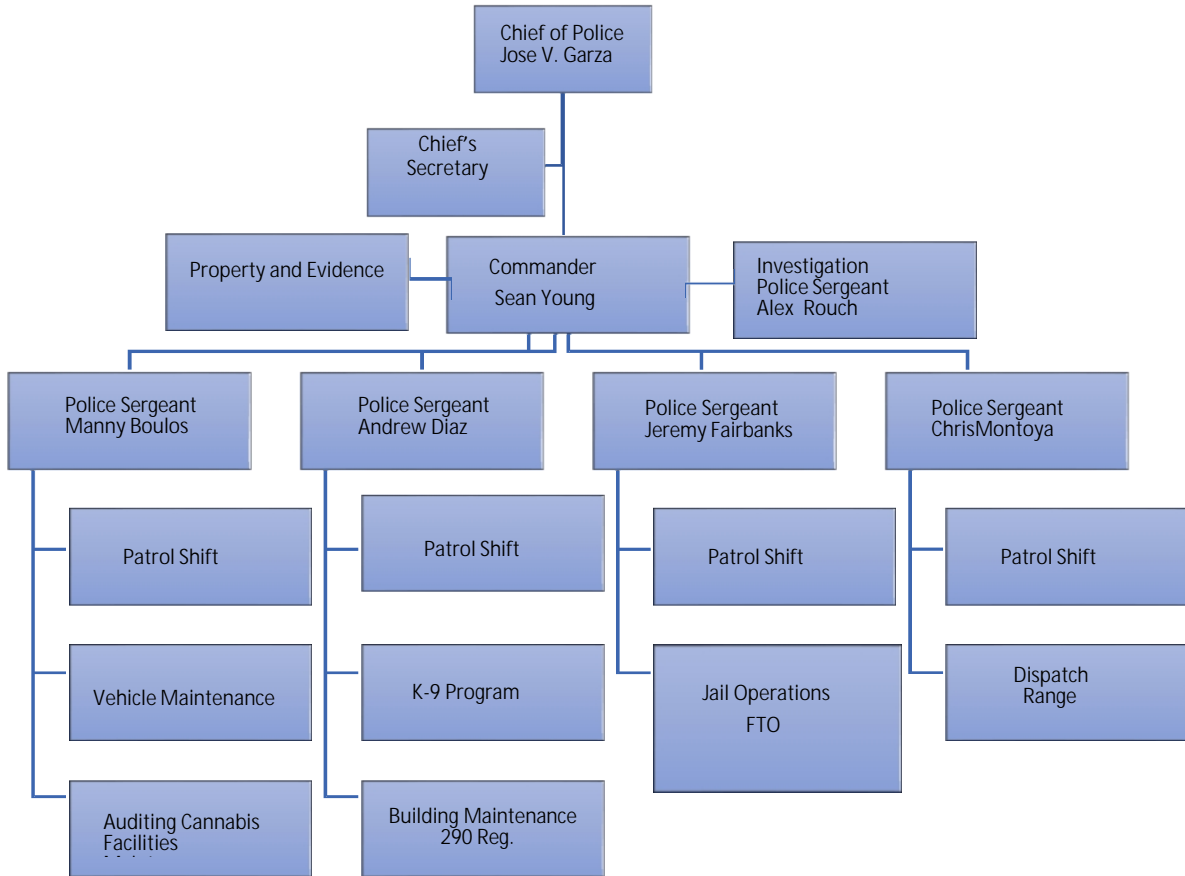 Chief of Police
Jose V. Garza
Chief's
Secretary
Property and Evidence
Commander
Sean Young
Investigation
Police Sergeant
Alex Rouch
Police Sergeant
Manny Boulos
Police Sergeant
Andrew Diaz
Police Sergeant
Jeremy Fairbanks
Police Sergeant
ChrisMontoya
Patrol Shift
Patrol Shift
Patrol Shift
Patrol Shift
Vehicle Maintenance
K-9 Program
Jail Operations
FTO
Dispatch
Range
Auditing Cannabis
Facilities
Building Maintenance
290 Reg.